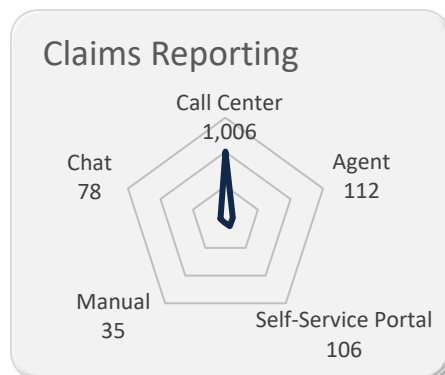 Claims Reporting
Call Center
1,006
Agent
112
Self-Service Portal
106
Manual
35
Chat
78